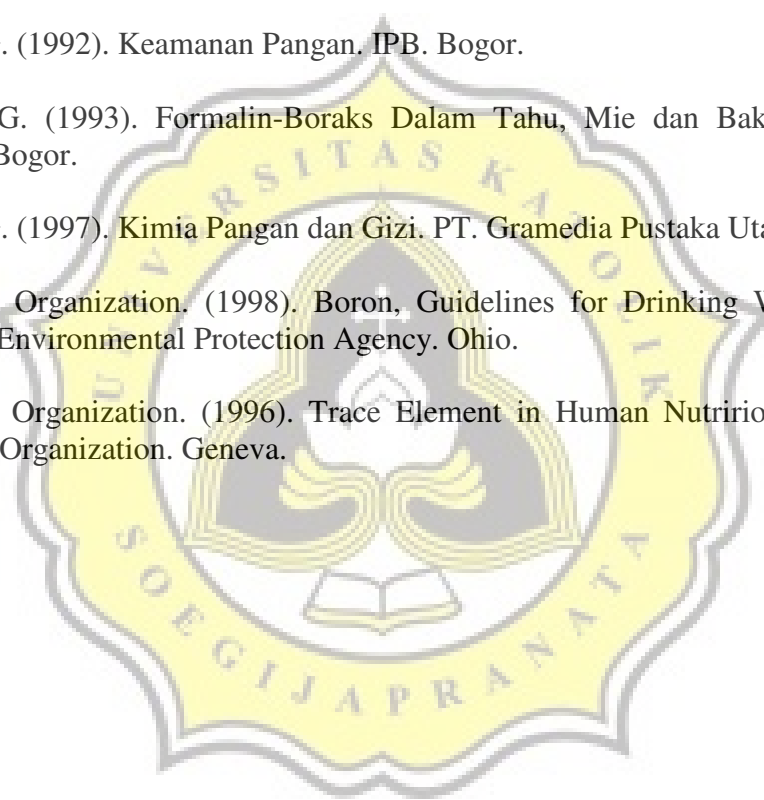 . (1992). Keamanan Pangan. IPB. Bogor.
G. (1993). Formalin-Boraks Dalam Tahu, Mie dan Bak
Bogor.
. (1997). Kimia Pangan dan Gizi. PT. Gramedia Pustaka Uta
Organization. (1998). Boron, Guidelines for Drinking W
Environmental Protection Agency. Ohio.
Organization. (1996). Trace Element in Human Nutririo
Organization. Geneva.
UNIVERSITAS KATOLIK
SOEGIJAPRANATA